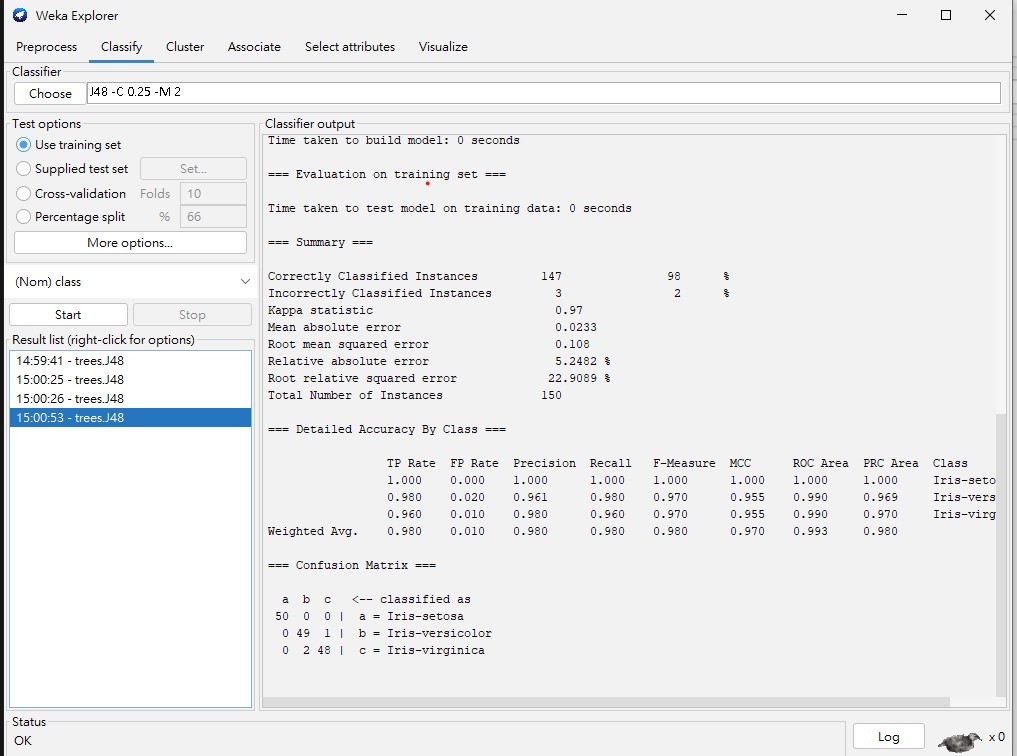 Weka Explorer
Preprocess Classify Cluster Associate Select attributes Visualize
Classifier
Choose J48 -C 0.25 -M 2
Test options
Use training set
Supplied test set Set...
Cross-validation Folds 10
Percentage split % 66
More options...
(Nom) class
Start Stop
Result list (right-click for options)
14:59:41 - trees.J48
15:00:25 - trees.J48
15:00:26 - trees.J48
15:00:53 - trees.J48
Classifier output
Time taken to build model: 0 seconds
=== Evaluation on training set ===
Time taken to test model on training data: 0 seconds
=== Summary ===
Correctly Classified Instances 147 98 %
Incorrectly Classified Instances 3 2 %
Kappa statistic 0.97
Mean absolute error 0.0233
Root mean squared error 0.108
Relative absolute error 5.2482 %
Root relative squared error 22.9089 %
Total Number of Instances 150
=== Detailed Accuracy By Class ===
TP Rate FP Rate Precision Recall F-Measure MCC ROC Area PRC Area Class
1.000 0.000 1.000 1.000 1.000 1.000 1.000 1.000 Iris-seto
0.980 0.020 0.961 0.980 0.970 0.955 0.990 0.969 Iris-vers
0.960 0.010 0.980 0.960 0.970 0.955 0.990 0.970 Iris-virg
Weighted Avg. 0.980 0.010 0.980 0.980 0.980 0.970 0.993 0.980
=== Confusion Matrix ===
a b c <-- classified as
50 0 0 | a = Iris-setosa
0 49 1 | b = Iris-versicolor
0 2 48 | c = Iris-virginica
Status
OK
Log
x 0